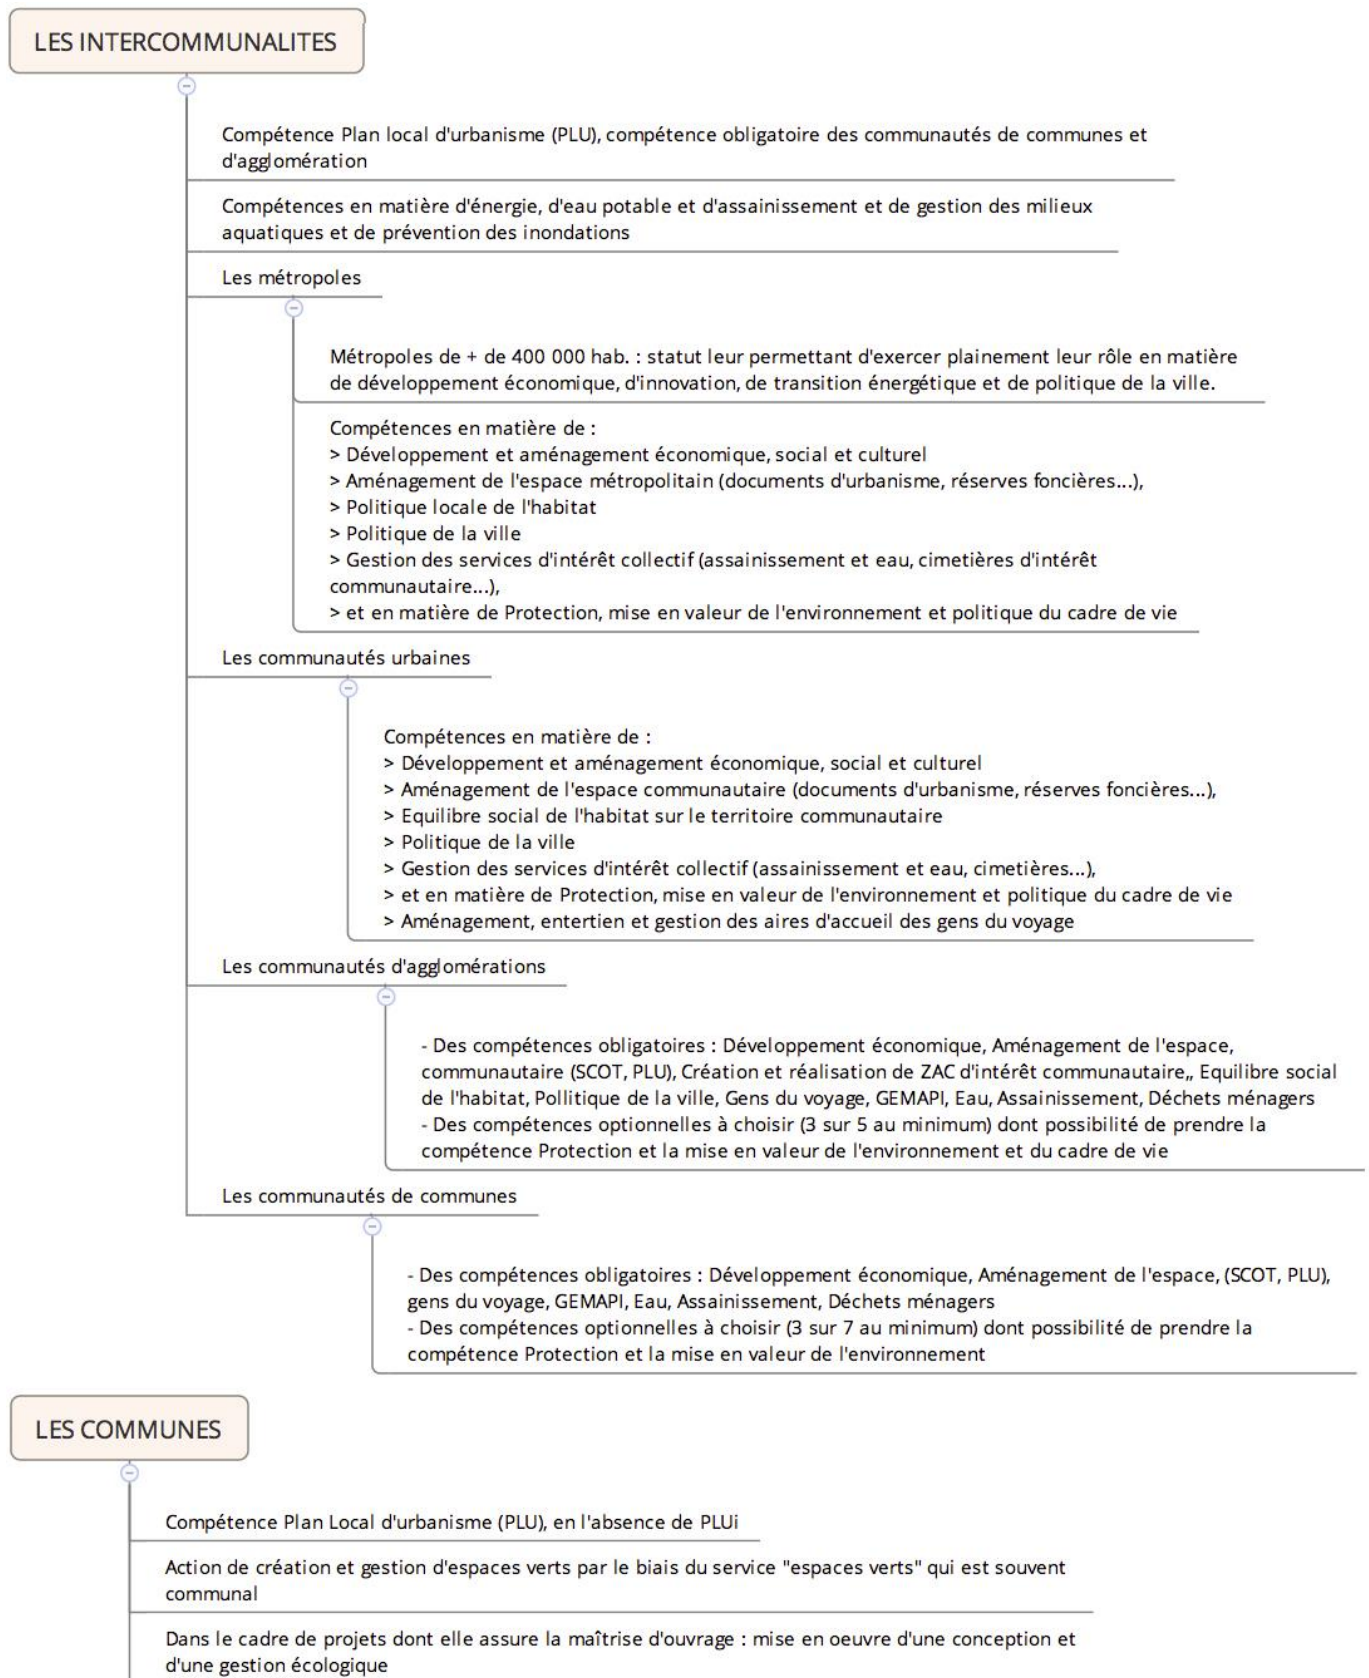 LES INTERCOMMUNALITES
Compétence Plan local d'urbanisme (PLU), compétence obligatoire des communautés de communes et
d'agglomération
Compétences en matière d'énergie, d'eau potable et d'assainissement et de gestion des milieux
aquatiques et de prévention des inondations
Les métropoles
Métropoles de + de 400 000 hab. : statut leur permettant d'exercer plainement leur rôle en matière
de développement économique, d'innovation, de transition énergétique et de politique de la ville.
Compétences en matière de :
> Développement et aménagement économique, social et culturel
> Aménagement de l'espace métropolitain (documents d'urbanisme, réserves foncières...),
> Politique locale de l'habitat
> Politique de la ville
> Gestion des services d'intérêt collectif (assainissement et eau, cimetières d'intérêt
communautaire...),
> et en matière de Protection, mise en valeur de l'environnement et politique du cadre de vie
Les communautés urbaines
Compétences en matière de :
> Développement et aménagement économique, social et culturel
> Aménagement de l'espace communautaire (documents d'urbanisme, réserves foncières...),
> Equilibre social de l'habitat sur le territoire communautaire
> Politique de la ville
> Gestion des services d'intérêt collectif (assainissement et eau, cimetières...),
> et en matière de Protection, mise en valeur de l'environnement et politique du cadre de vie
> Aménagement, entertien et gestion des aires d'accueil des gens du voyage
Les communautés d'agglomérations
- Des compétences obligatoires : Développement économique, Aménagement de l'espace,
communautaire (SCOT, PLU), Création et réalisation de ZAC d'intérêt communautaire,, Equilibre social
de l'habitat, Pollitique de la ville, Gens du voyage, GEMAPI, Eau, Assainissement, Déchets ménagers
- Des compétences optionnelles à choisir (3 sur 5 au minimum) dont possibilité de prendre la
compétence Protection et la mise en valeur de l'environnement et du cadre de vie
Les communautés de communes
- Des compétences obligatoires : Développement économique, Aménagement de l'espace, (SCOT, PLU),
gens du voyage, GEMAPI, Eau, Assainissement, Déchets ménagers
- Des compétences optionnelles à choisir (3 sur 7 au minimum) dont possibilité de prendre la
compétence Protection et la mise en valeur de l'environnement
LES COMMUNES
Compétence Plan Local d'urbanisme (PLU), en l'absence de PLUi
Action de création et gestion d'espaces verts par le biais du service "espaces verts" qui est souvent
communal
Dans le cadre de projets dont elle assure la maîtrise d'ouvrage : mise en oeuvre d'une conception et
d'une gestion écologique